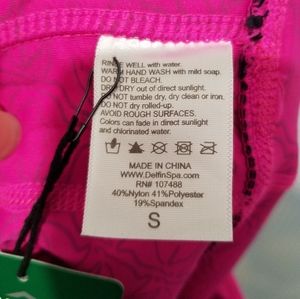 RINSE WELL with water.
WARM HAND WASH with mild soap.
DO NOT BLEACH.
DRIP DRY out of direct sunlight.
DO NOT tumble dry, dry clean or iron.
DO NOT dry rolled-up.
AVOID ROUGH SURFACES.
Colors can fade in direct sunlight
and chlorinated water.
MADE IN CHINA
WWW.DelfinSpa.com
RN# 107488
40%Nylon 41%Polyester
19%Spandex
S